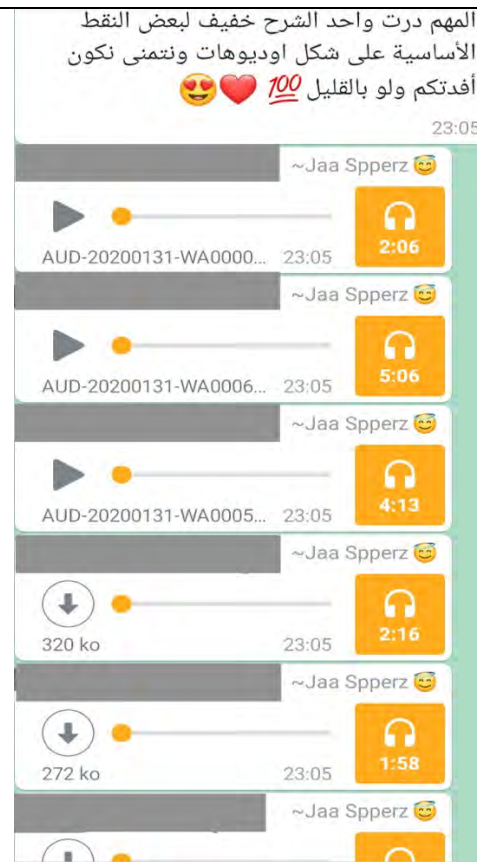 المهم درت واحد الشرح خفيف لبعض النقط
الأساسية على شكل اوديوهات ونتمنى نكون
أفدتكم ولو بالقليل 💯 ❤️ 😍
23:05
~Jaa Spperz 😇
2:06
AUD-20200131-WA0000... 23:05
~Jaa Spperz 😇
5:06
AUD-20200131-WA0006... 23:05
~Jaa Spperz 😇
4:13
AUD-20200131-WA0005... 23:05
~Jaa Spperz 😇
2:16
320 ko 23:05
~Jaa Spperz 😇
1:58
272 ko 23:05
~Jaa Spperz 😇